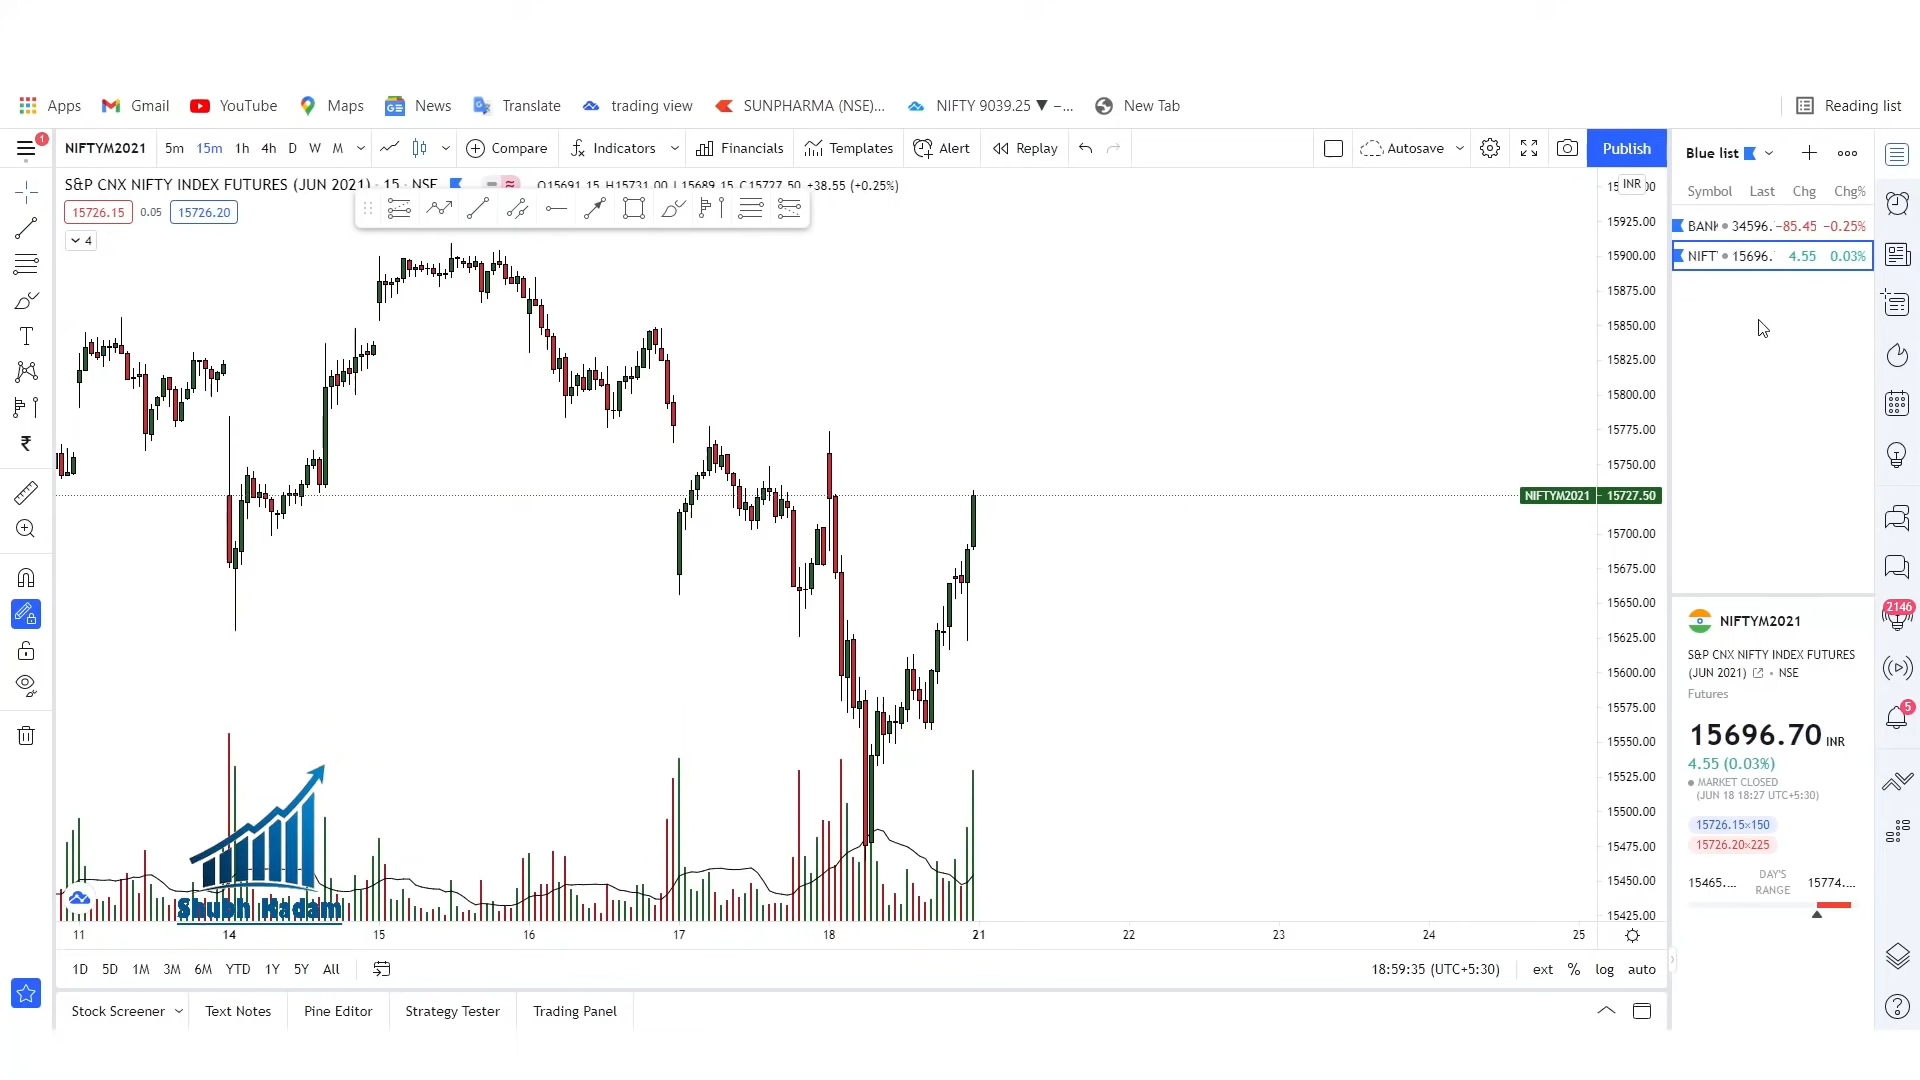 Apps Gmail YouTube Maps News Translate trading view SUNPHARMA (NSE)... NIFTY 9039.25 ▼ −... New Tab Reading list
1
NIFTYM2021 5m 15m 1h 4h D W M Compare Indicators Financials Templates Alert Replay Autosave Publish
Blue list
S&P CNX NIFTY INDEX FUTURES (JUN 2021) · 15 · NSE O15691.15 H15731.00 L15689.15 C15727.50 +38.55 (+0.25%)
INR
Symbol Last Chg Chg%
15726.15 0.05 15726.20
4
BANK 34596. −85.45 −0.25%
NIFT 15696. 4.55 0.03%
15925.00
15900.00
15875.00
15850.00
15825.00
15800.00
15775.00
15750.00
NIFTYM2021 15727.50
15700.00
15675.00
15650.00
15625.00
15600.00
15575.00
15550.00
15525.00
15500.00
15475.00
15450.00
15425.00
2146
NIFTYM2021
S&P CNX NIFTY INDEX FUTURES
(JUN 2021) • NSE
Futures
15696.70 INR
5
4.55 (0.03%)
MARKET CLOSED
(JUN 18 18:27 UTC+5:30)
15726.15×150
15726.20×225
15465.... DAY'S RANGE 15774....
Shubh Kadam
11 14 15 16 17 18 21 22 23 24 25
1D 5D 1M 3M 6M YTD 1Y 5Y All 18:59:35 (UTC+5:30) ext % log auto
Stock Screener Text Notes Pine Editor Strategy Tester Trading Panel